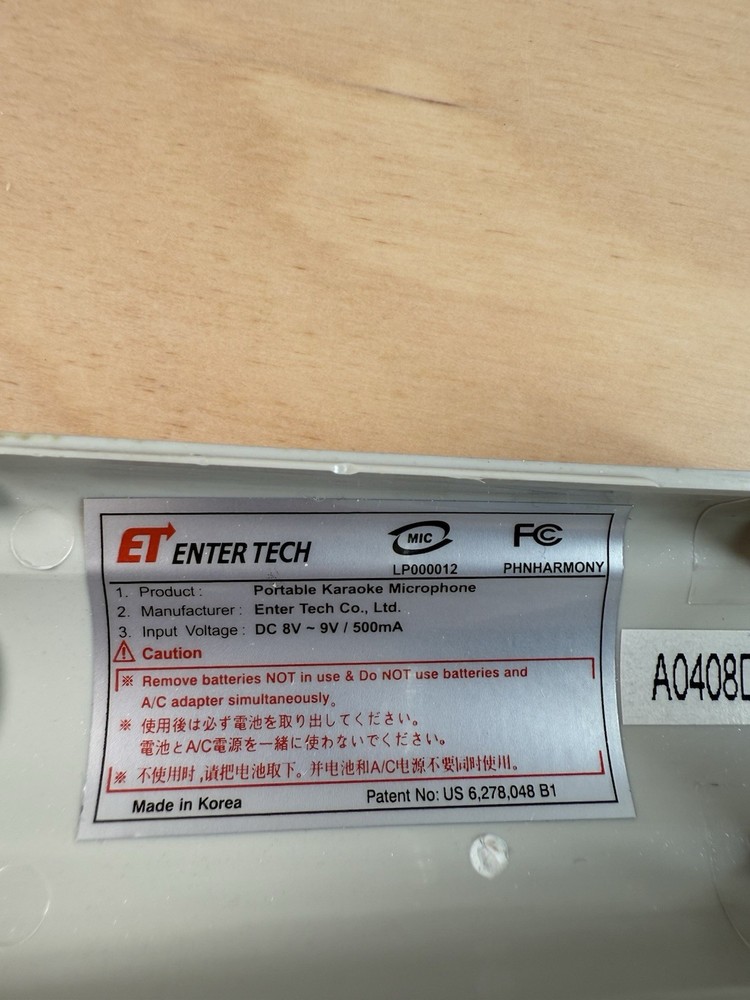 ET ENTER TECH
MIC
LP000012
FC
PHNHARMONY
1. Product : Portable Karaoke Microphone
2. Manufacturer : Enter Tech Co., Ltd.
3. Input Voltage : DC 8V ~ 9V / 500mA
Caution
※ Remove batteries NOT in use & Do NOT use batteries and
A/C adapter simultaneously。
※ 使用後は必ず電池を取り出してください。
電池とA/C電源を一緒に使わないでください。
※ 不使用时 ,请把电池取下。并电池和A/C电源不要同时使用。
Made in Korea
Patent No: US 6,278,048 B1
A0408